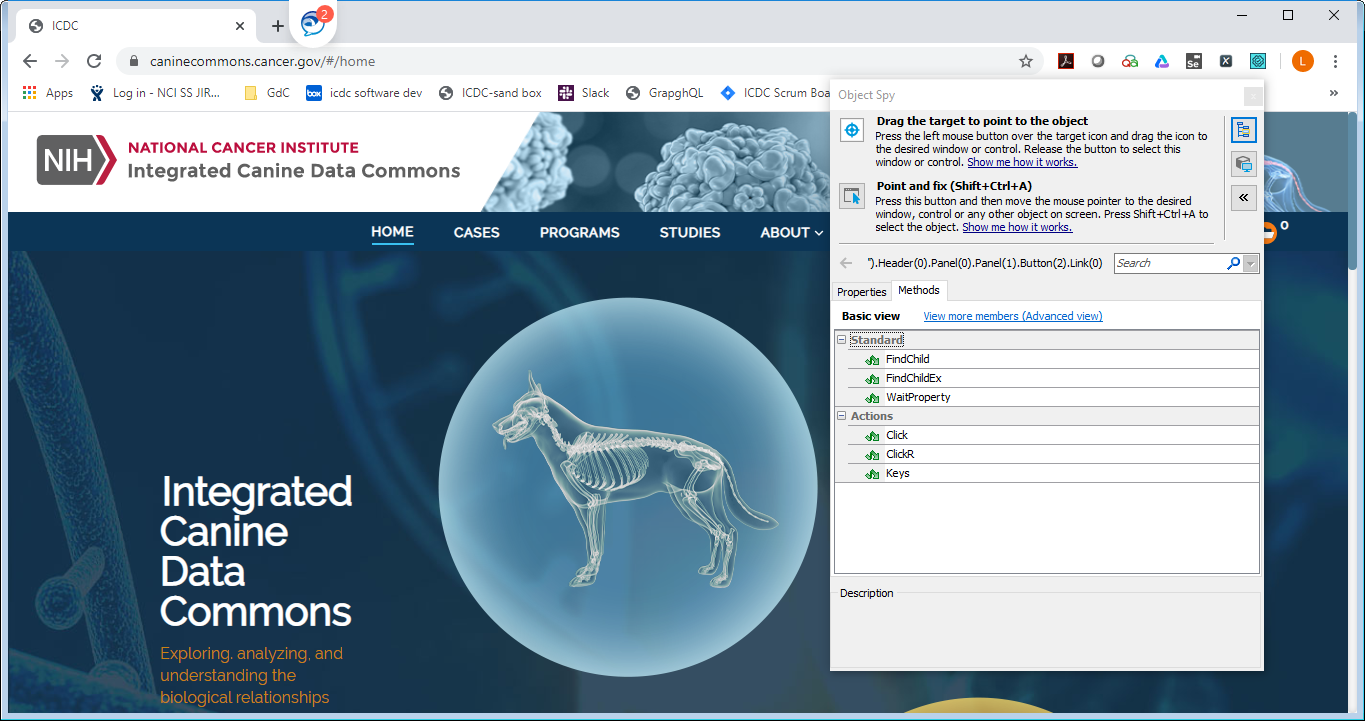 ICDC
2
caninecommons.cancer.gov/#/home
Se
X
L
Apps
Log in - NCI SS JIR...
GdC
box
icdc software dev
ICDC-sand box
Slack
GrapghQL
ICDC Scrum Boa
»
NIH
NATIONAL CANCER INSTITUTE
Integrated Canine Data Commons
HOME
CASES
PROGRAMS
STUDIES
ABOUT
0
Integrated
Canine
Data
Commons
Exploring. analyzing, and
understanding the
biological relationships
Object Spy
Drag the target to point to the object
Press the left mouse button over the target icon and drag the icon to
the desired window or control. Release the button to select this
window or control. Show me how it works.
Point and fix (Shift+Ctrl+A)
Press this button and then move the mouse pointer to the desired
window, control or any other object on screen. Press Shift+Ctrl+A to
select the object. Show me how it works.
").Header(0).Panel(0).Panel(1).Button(2).Link(0)
Search
Properties
Methods
Basic view
View more members (Advanced view)
Standard
FindChild
FindChildEx
WaitProperty
Actions
Click
ClickR
Keys
Description